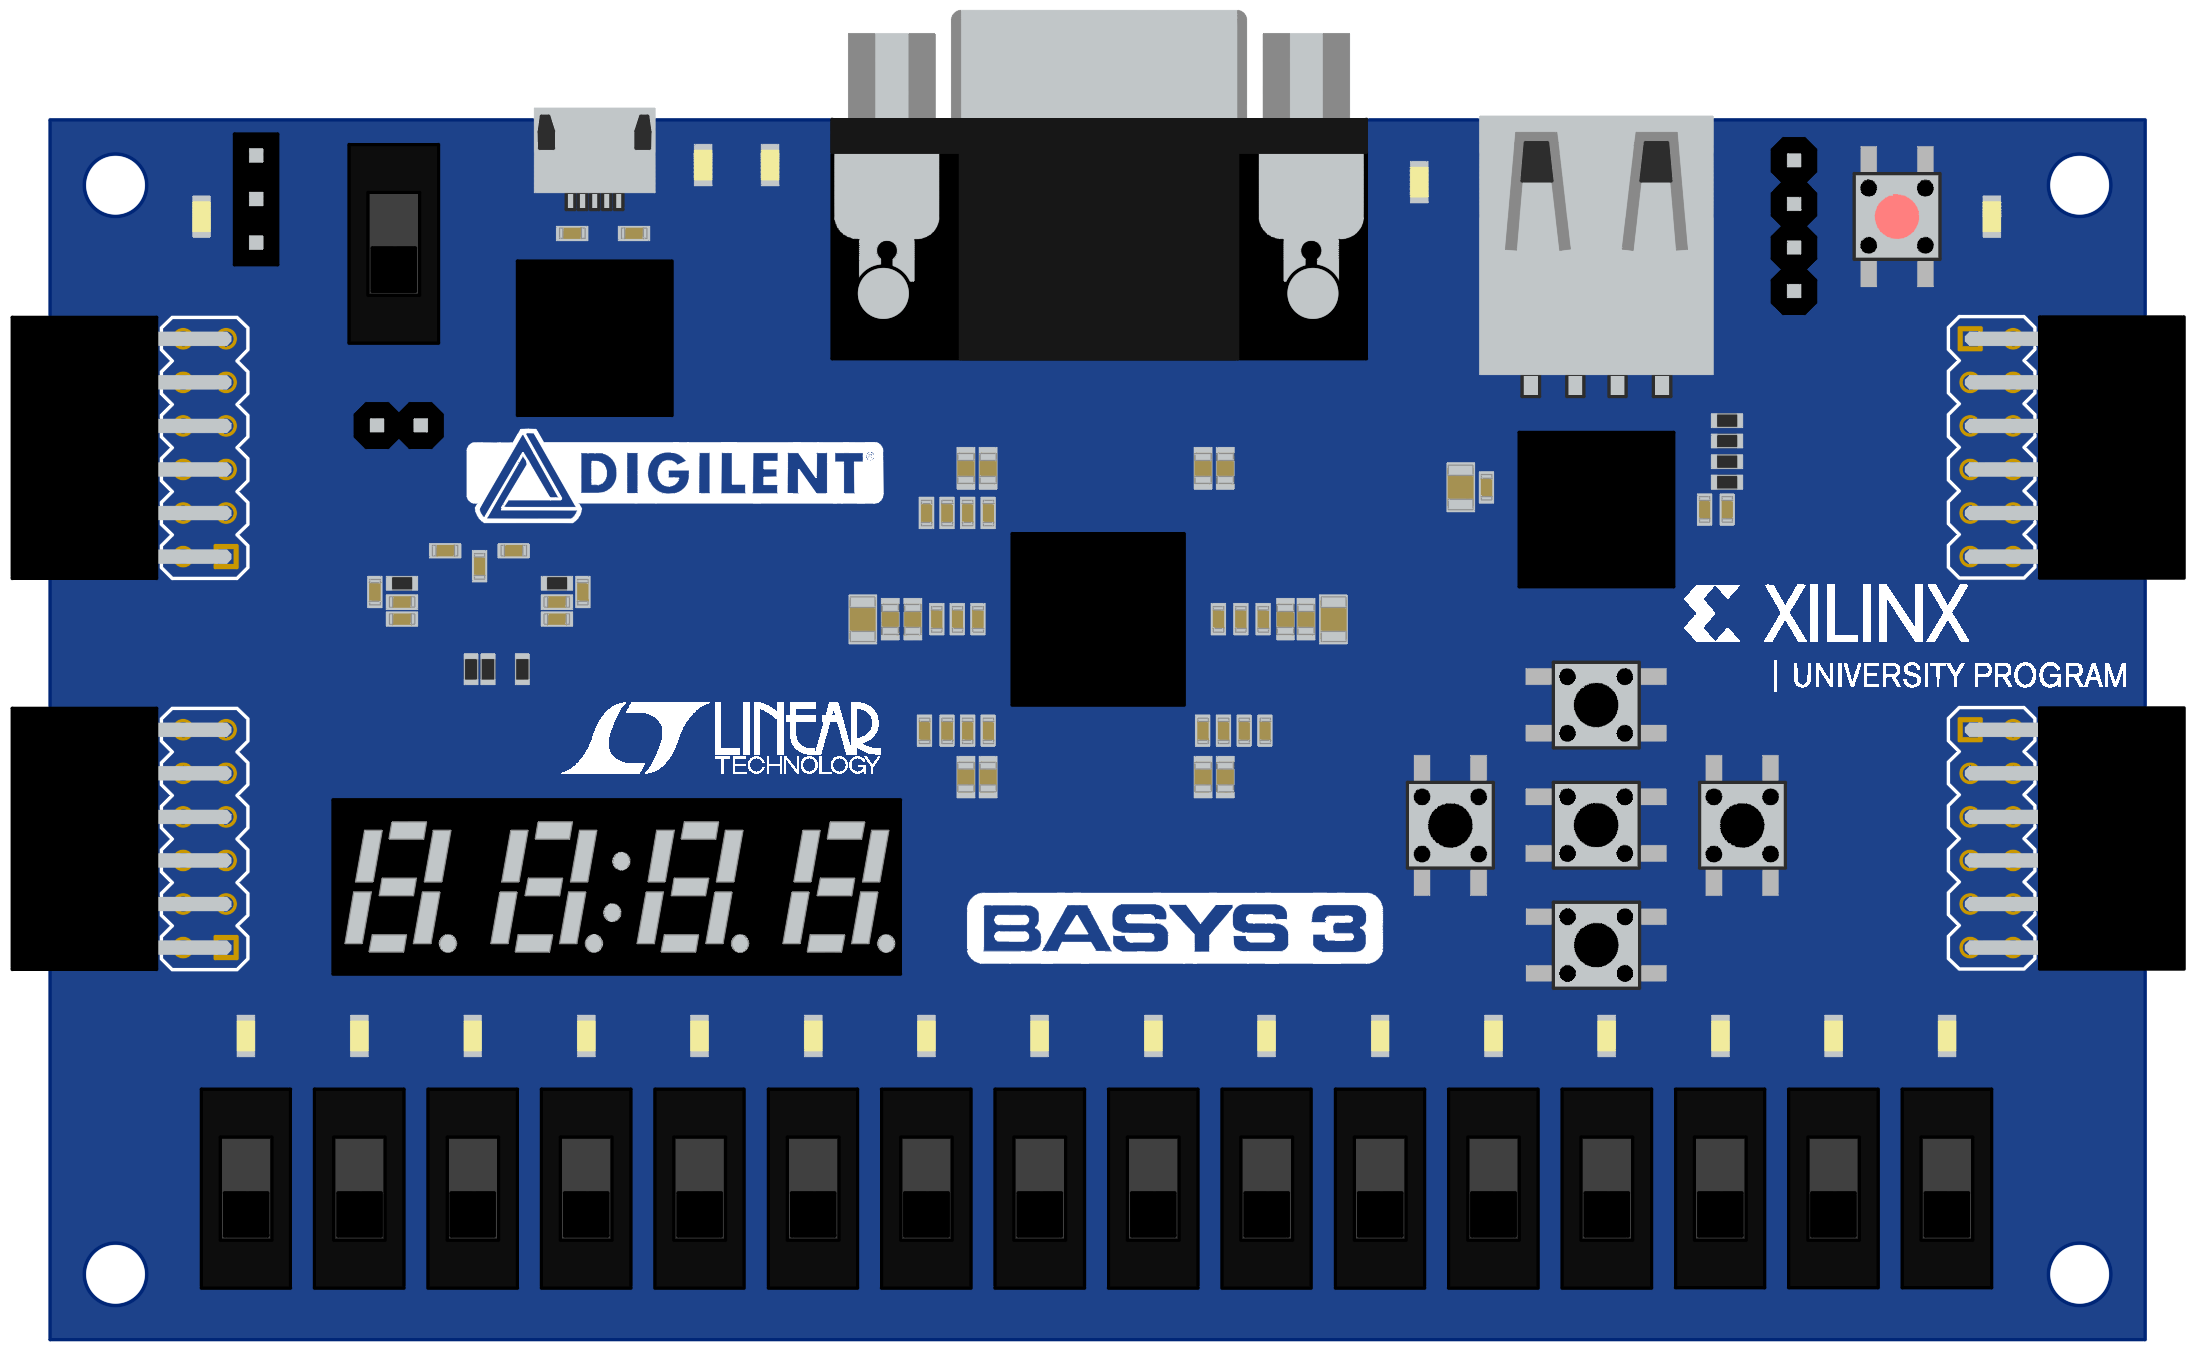 DIGILENT®
XILINX
| UNIVERSITY PROGRAM
LINEAR
TECHNOLOGY
BASYS 3